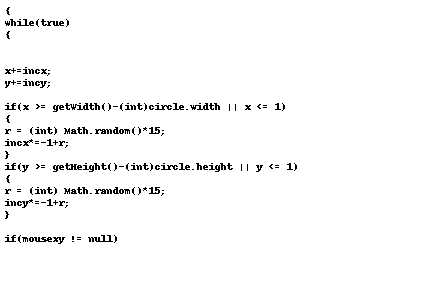 {
while(true)
{
x+=incx;
y+=incy;
if(x >= getWidth()-(int)circle.width || x <= 1)
{
r = (int) Math.random()*15;
incx*=-1+r;
}
if(y >= getHeight()-(int)circle.height || y <= 1)
{
r = (int) Math.random()*15;
incy*=-1+r;
}
if(mousexy != null)